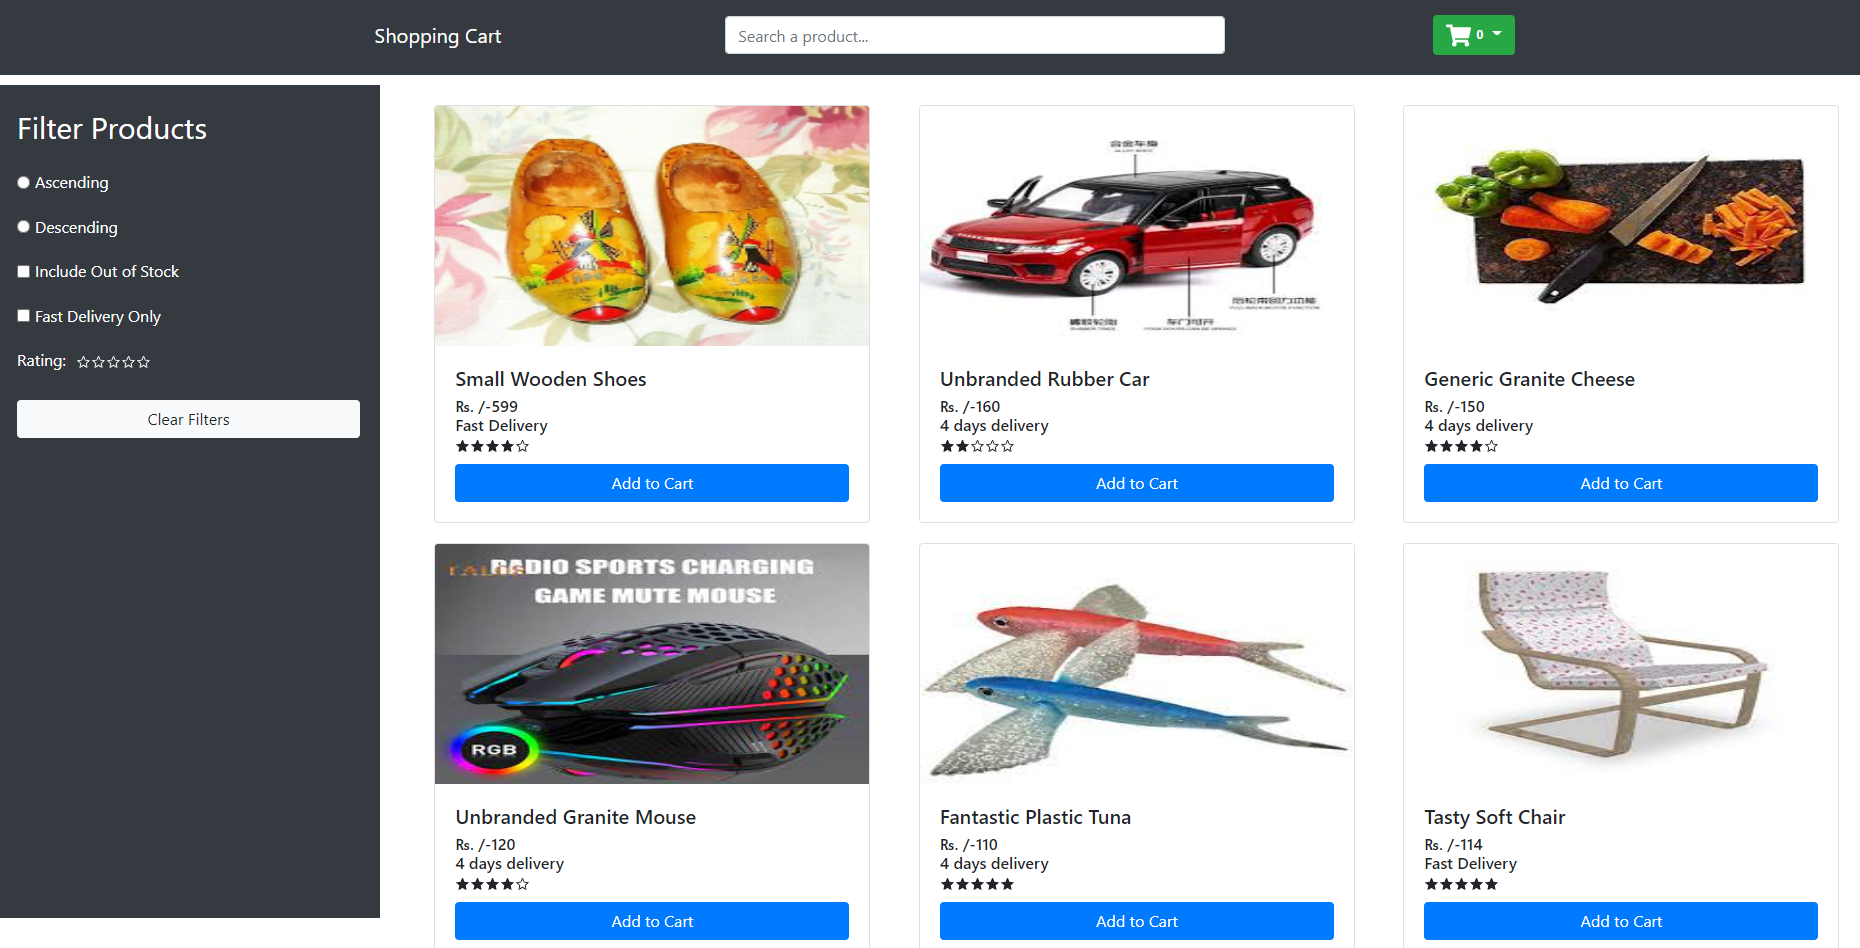 Shopping Cart
Search a product...
0
Filter Products
Ascending
Descending
Include Out of Stock
Fast Delivery Only
Rating:
Clear Filters
Small Wooden Shoes
Rs. /-599
Fast Delivery
Add to Cart
合金车身
Unbranded Rubber Car
Rs. /-160
4 days delivery
Add to Cart
Generic Granite Cheese
Rs. /-150
4 days delivery
Add to Cart
RADIO SPORTS CHARGING
GAME MUTE MOUSE
RGB
Unbranded Granite Mouse
Rs. /-120
4 days delivery
Add to Cart
Fantastic Plastic Tuna
Rs. /-110
4 days delivery
Add to Cart
Tasty Soft Chair
Rs. /-114
Fast Delivery
Add to Cart